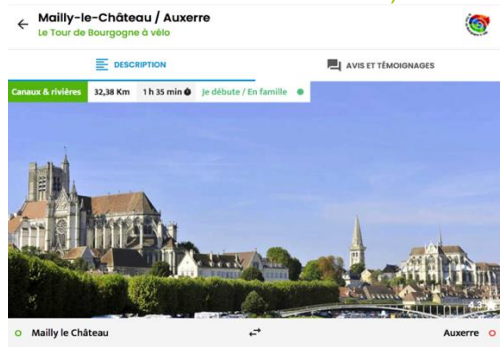 Mailly-le-Château / Auxerre
Le Tour de Bourgogne à vélo
DESCRIPTION
AVIS ET TÉMOIGNAGES
Canaux & rivières 32,38 Km 1 h 35 min Je débute / En famille
Mailly le Château
Auxerre